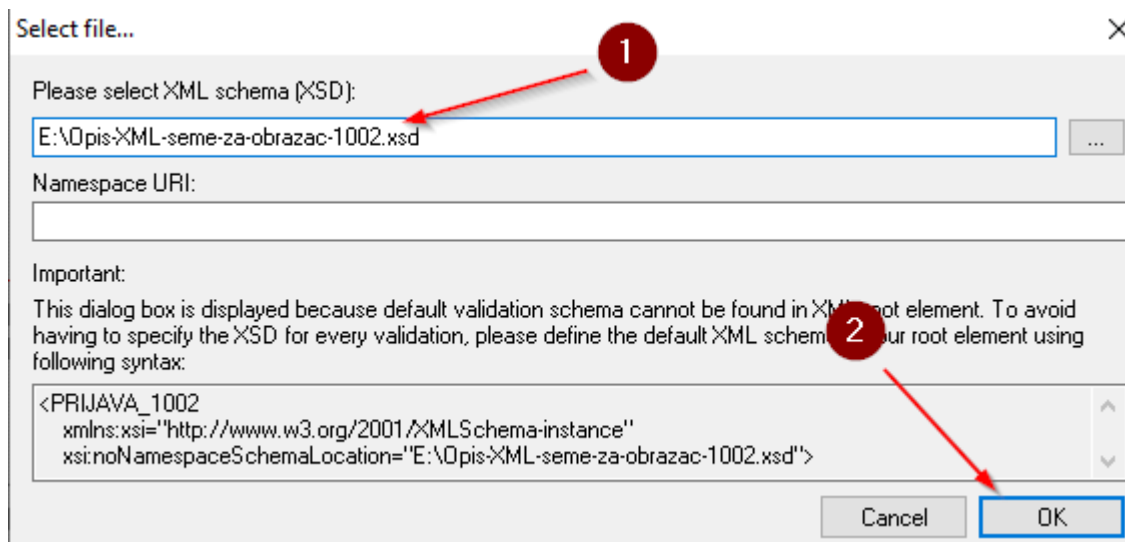 Select file...
1
Please select XML schema (XSD):
E:\Opis-XML-seme-za-obrazac-1002.xsd
...
Namespace URI:
Important:
This dialog box is displayed because default validation schema cannot be found in XML root element. To avoid
having to specify the XSD for every validation, please define the default XML schema your root element using
2
following syntax:
<PRIJAVA_1002
xmlns:xsi="http://www.w3.org/2001/XMLSchema-instance"
xsi:noNamespaceSchemaLocation="E:\Opis-XML-seme-za-obrazac-1002.xsd">
Cancel
OK